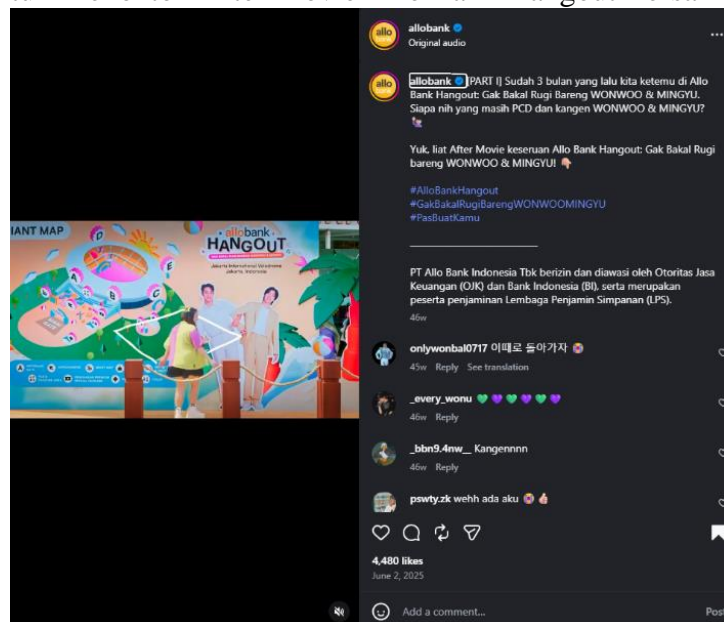 allobank
Original audio
allobank [PART I] Sudah 3 bulan yang lalu kita ketemu di Allo
Bank Hangout: Gak Bakal Rugi Bareng WONWOO & MINGYU.
Siapa nih yang masih PCD dan kangen WONWOO & MINGYU?
Yuk, liat After Movie keseruan Allo Bank Hangout: Gak Bakal Rugi
bareng WONWOO & MINGYU!
#AlloBankHangout
#GakBakalRugiBarengWONWOOMINGYU
#PasBuatKamu
PT Allo Bank Indonesia Tbk berizin dan diawasi oleh Otoritas Jasa
Keuangan (OJK) dan Bank Indonesia (BI), serta merupakan
peserta penjaminan Lembaga Penjamin Simpanan (LPS).
46w
onlywonbal0717 이때로 돌아가자
45w Reply See translation
_every_wonu 💚💜💚💜💚💜
46w Reply
_bbn9.4nw__ Kangennnn
46w Reply
pswty.zk wehh ada aku
4,480 likes
June 2, 2025
Add a comment...
Post
IANT MAP
allobank
HANGOUT
Jakarta International Velodrome
Jakarta, Indonesia
D
C
E
B
F
A
G